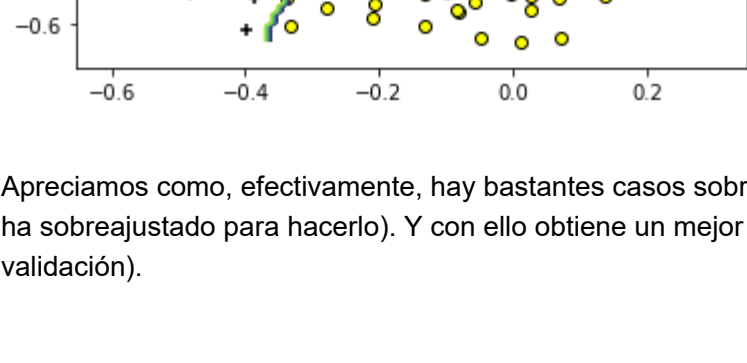 −0.6
−0.6 −0.4 −0.2 0.0 0.2
Apreciamos como, efectivamente, hay bastantes casos
ha sobreajustado para hacerlo). Y con ello obtiene un mejor
validación).